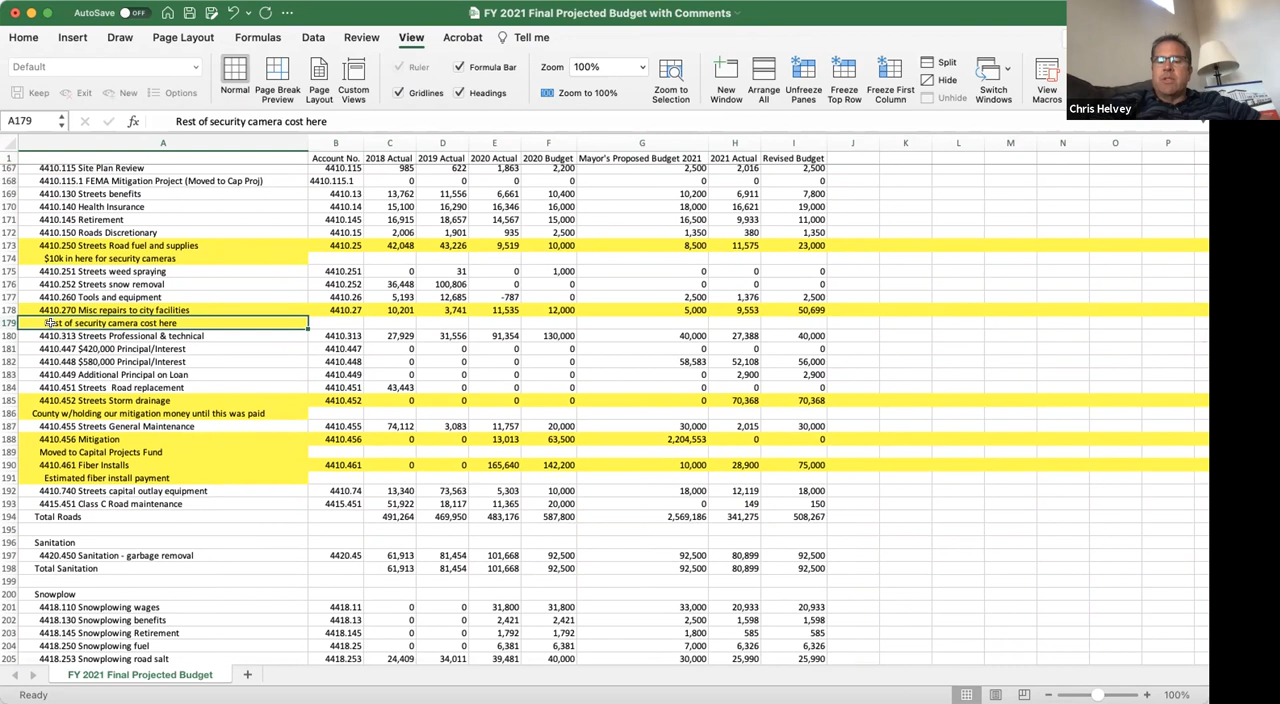 AutoSave OFF FY 2021 Final Projected Budget with Comments
Home Insert Draw Page Layout Formulas Data Review View Acrobat Tell me
Default Keep Exit New Options
Normal Page Break Preview Page Layout Custom Views
Ruler Formula Bar Gridlines Headings
Zoom 100% Zoom to 100% Zoom to Selection
New Window Arrange All Unfreeze Panes Freeze Top Row Freeze First Column
Split Hide Unhide Switch Windows View Macros
Chris Helvey
A179 fx Rest of security camera cost here
A B C D E F G H I J K L M N O P
1 Account No. 2018 Actual 2019 Actual 2020 Actual 2020 Budget Mayor's Proposed Budget 2021 2021 Actual Revised Budget
167 4410.115 Site Plan Review 4410.115 985 622 1,863 2,200 2,500 2,016 2,500
168 4410.115.1 FEMA Mitigation Project (Moved to Cap Proj) 4410.115.1 0 0 0 0 0 0 0
169 4410.130 Streets benefits 4410.13 13,762 11,556 6,661 10,400 10,200 6,911 7,800
170 4410.140 Health Insurance 4410.14 15,100 16,290 16,346 16,000 18,000 16,621 19,000
171 4410.145 Retirement 4410.145 16,915 18,657 14,567 15,000 16,500 9,933 11,000
172 4410.150 Roads Discretionary 4410.15 2,006 1,901 935 2,500 1,350 380 1,350
173 4410.250 Streets Road fuel and supplies 4410.25 42,048 43,226 9,519 10,000 8,500 11,575 23,000
174 $10k in here for security cameras
175 4410.251 Streets weed spraying 4410.251 0 31 0 1,000 0 0 0
176 4410.252 Streets snow removal 4410.252 36,448 100,806 0 0 0 0 0
177 4410.260 Tools and equipment 4410.26 5,193 12,685 -787 0 2,500 1,376 2,500
178 4410.270 Misc repairs to city facilities 4410.27 10,201 3,741 11,535 12,000 5,000 9,553 50,699
179 Rest of security camera cost here
180 4410.313 Streets Professional & technical 4410.313 27,929 31,556 91,354 130,000 40,000 27,388 40,000
181 4410.447 $420,000 Principal/Interest 4410.447 0 0 0 0 0 0 0
182 4410.448 $580,000 Principal/Interest 4410.448 0 0 0 0 58,583 52,108 56,000
183 4410.449 Additional Principal on Loan 4410.449 0 0 0 0 0 2,900 2,900
184 4410.451 Streets Road replacement 4410.451 43,443 0 0 0 0 0 0
185 4410.452 Streets Storm drainage 4410.452 0 0 0 0 0 70,368 70,368
186 County w/holding our mitigation money until this was paid
187 4410.455 Streets General Maintenance 4410.455 74,112 3,083 11,757 20,000 30,000 2,015 30,000
188 4410.456 Mitigation 4410.456 0 0 13,013 63,500 2,204,553 0 0
189 Moved to Capital Projects Fund
190 4410.461 Fiber Installs 4410.461 0 0 165,640 142,200 10,000 28,900 75,000
191 Estimated fiber install payment
192 4410.740 Streets capital outlay equipment 4410.74 13,340 73,563 5,303 10,000 18,000 12,119 18,000
193 4415.451 Class C Road maintenance 4415.451 51,922 18,117 11,365 20,000 0 149 150
194 Total Roads 491,264 469,950 483,176 587,800 2,569,186 341,275 508,267
195
196 Sanitation
197 4420.450 Sanitation - garbage removal 4420.45 61,913 81,454 101,668 92,500 92,500 80,899 92,500
198 Total Sanitation 61,913 81,454 101,668 92,500 92,500 80,899 92,500
199
200 Snowplow
201 4418.110 Snowplowing wages 4418.11 0 0 31,800 31,800 33,000 20,933 20,933
202 4418.130 Snowplowing benefits 4418.13 0 0 2,421 2,421 2,500 1,598 1,598
203 4418.145 Snowplowing Retirement 4418.145 0 0 1,792 1,792 1,800 585 585
204 4418.250 Snowplowing fuel 4418.25 0 0 6,381 6,381 7,000 6,326 6,326
205 4418.253 Snowplowing road salt 4418.253 24,409 34,011 39,481 40,000 30,000 25,990 25,990
FY 2021 Final Projected Budget
Ready 100%